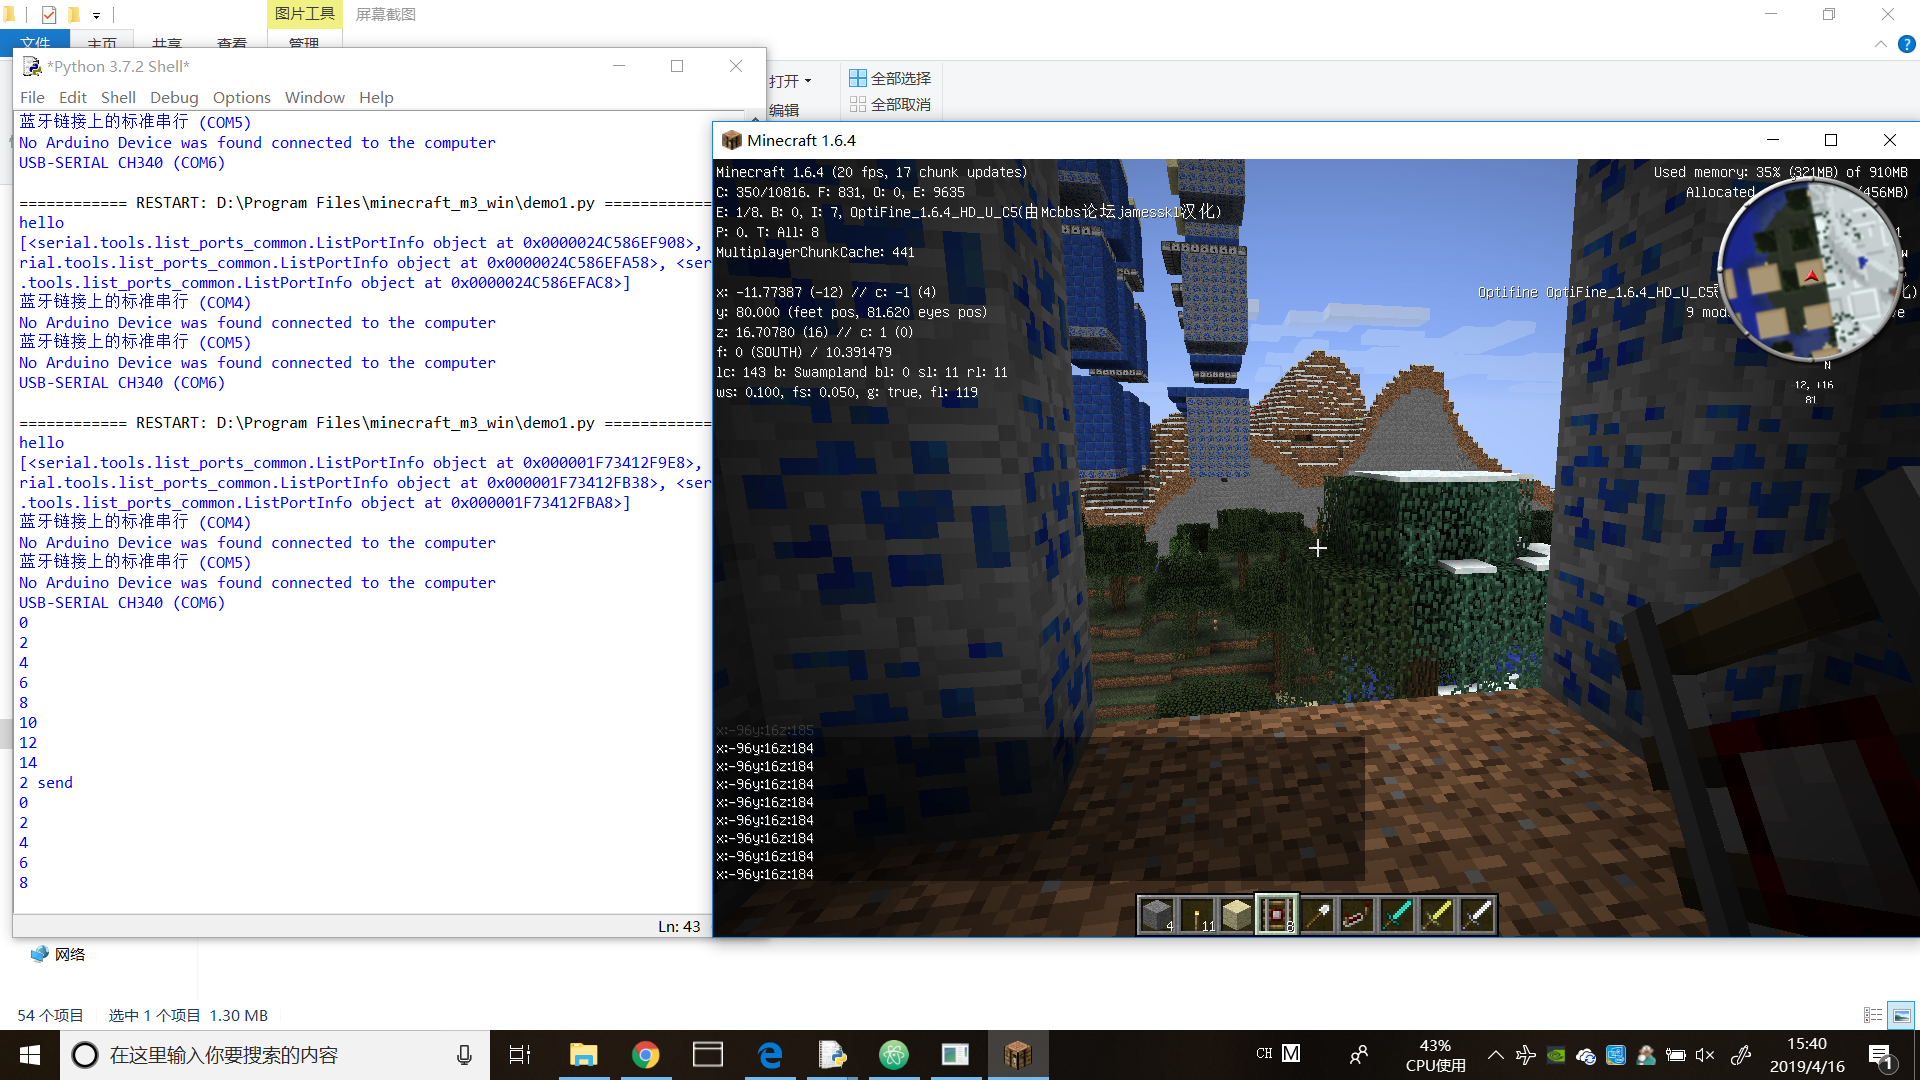 图片工具
屏幕截图
文件
主页
共享
查看
管理
打开
编辑
全部选择
全部取消
*Python 3.7.2 Shell*
File Edit Shell Debug Options Window Help
蓝牙链接上的标准串行 (COM5)
No Arduino Device was found connected to the computer
USB-SERIAL CH340 (COM6)
============ RESTART: D:\Program Files\minecraft_m3_win\demo1.py ============
hello
[<serial.tools.list_ports_common.ListPortInfo object at 0x0000024C586EF908>,
rial.tools.list_ports_common.ListPortInfo object at 0x0000024C586EFA58>, <ser
.tools.list_ports_common.ListPortInfo object at 0x0000024C586EFAC8>]
蓝牙链接上的标准串行 (COM4)
No Arduino Device was found connected to the computer
蓝牙链接上的标准串行 (COM5)
No Arduino Device was found connected to the computer
USB-SERIAL CH340 (COM6)
============ RESTART: D:\Program Files\minecraft_m3_win\demo1.py ============
hello
[<serial.tools.list_ports_common.ListPortInfo object at 0x000001F73412F9E8>,
rial.tools.list_ports_common.ListPortInfo object at 0x000001F73412FB38>, <ser
.tools.list_ports_common.ListPortInfo object at 0x000001F73412FBA8>]
蓝牙链接上的标准串行 (COM4)
No Arduino Device was found connected to the computer
蓝牙链接上的标准串行 (COM5)
No Arduino Device was found connected to the computer
USB-SERIAL CH340 (COM6)
0
2
4
6
8
10
12
14
2 send
0
2
4
6
8
Ln: 43
Minecraft 1.6.4
Minecraft 1.6.4 (20 fps, 17 chunk updates)
C: 350/10816. F: 831, O: 0, E: 9635
E: 1/8. B: 0, I: 7, OptiFine_1.6.4_HD_U_C5(由Mcbbs论坛jamesskl汉化)
P: 0. T: All: 8
MultiplayerChunkCache: 441
x: -11.77387 (-12) // c: -1 (4)
y: 80.000 (feet pos, 81.620 eyes pos)
z: 16.70780 (16) // c: 1 (0)
f: 0 (SOUTH) / 10.391479
lc: 143 b: Swampland bl: 0 sl: 11 rl: 11
ws: 0.100, fs: 0.050, g: true, fl: 119
Used memory: 35% (321MB) of 910MB
Allocated (456MB)
Optifine OptiFine_1.6.4_HD_U_C5
9 mod
N
-12, +16
81
x:-96y:16z:185
x:-96y:16z:184
x:-96y:16z:184
x:-96y:16z:184
x:-96y:16z:184
x:-96y:16z:184
x:-96y:16z:184
x:-96y:16z:184
x:-96y:16z:184
4 11 8
网络
54 个项目 选中 1 个项目 1.30 MB
在这里输入你要搜索的内容
CH M
43%
CPU使用
15:40
2019/4/16
1